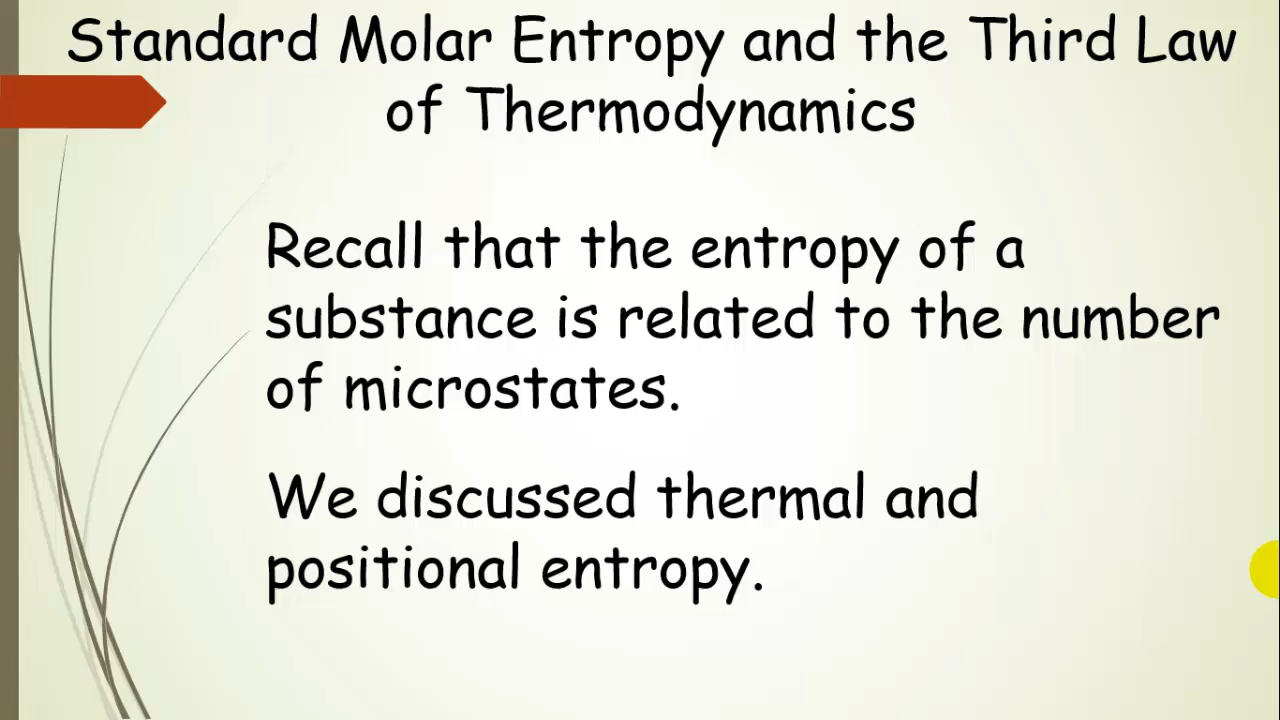 Standard Molar Entropy and the Third Law
of Thermodynamics
Recall that the entropy of a
substance is related to the number
of microstates.
We discussed thermal and
positional entropy.